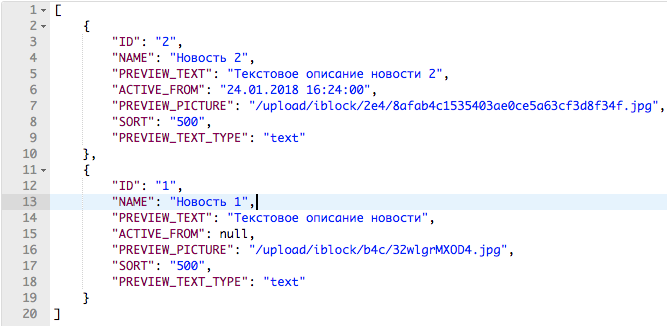 1 [
2 {
3 "ID": "2",
4 "NAME": "Новость 2",
5 "PREVIEW_TEXT": "Текстовое описание новости 2",
6 "ACTIVE_FROM": "24.01.2018 16:24:00",
7 "PREVIEW_PICTURE": "/upload/iblock/2e4/8afab4c1535403ae0ce5a63cf3d8f34f.jpg",
8 "SORT": "500",
9 "PREVIEW_TEXT_TYPE": "text"
10 },
11 {
12 "ID": "1",
13 "NAME": "Новость 1",
14 "PREVIEW_TEXT": "Текстовое описание новости",
15 "ACTIVE_FROM": null,
16 "PREVIEW_PICTURE": "/upload/iblock/b4c/32wlgrMXOD4.jpg",
17 "SORT": "500",
18 "PREVIEW_TEXT_TYPE": "text"
19 }
20 ]